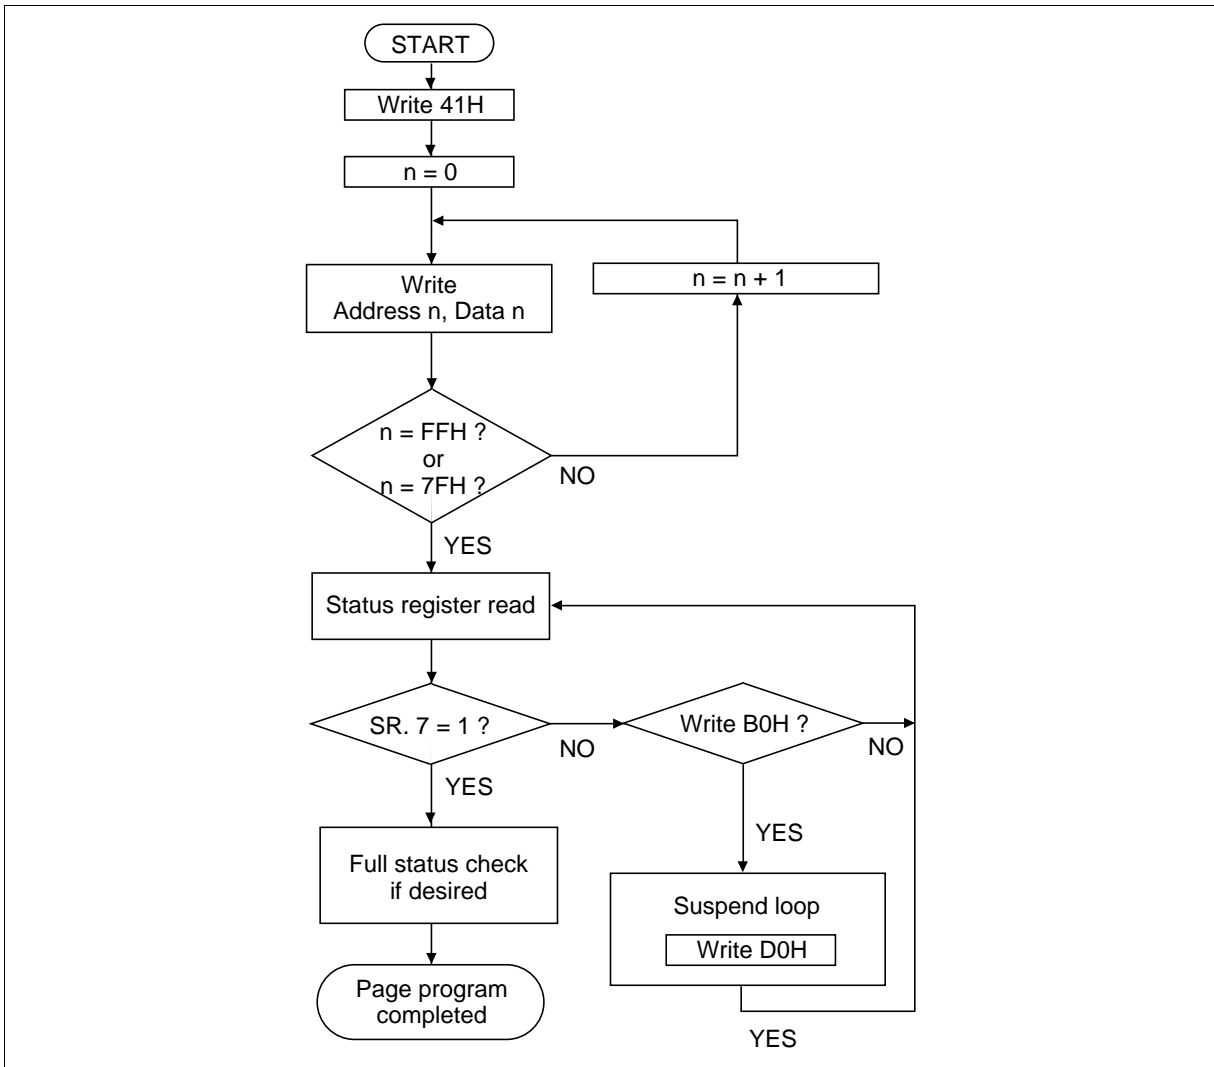 START
Write 41H
n = 0
Write
Address n, Data n
n = n + 1
n = FFH ?
or
n = 7FH ?
NO
YES
Status register read
SR. 7 = 1 ?
NO
Write B0H ?
NO
YES
YES
Full status check
if desired
Suspend loop
Write D0H
Page program
completed
YES